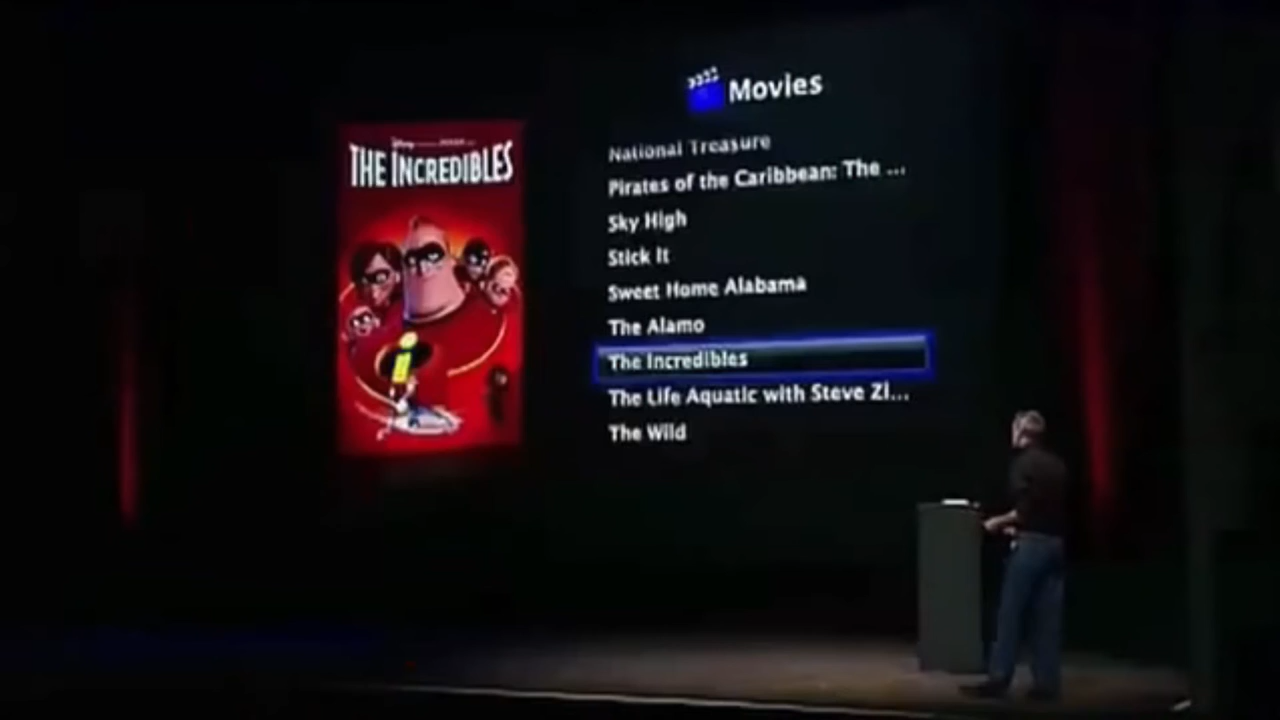 Movies
THE INCREDIBLES
National Treasure
Pirates of the Caribbean: The ...
Sky High
Stick It
Sweet Home Alabama
The Alamo
The Incredibles
The Life Aquatic with Steve Zi...
The Wild